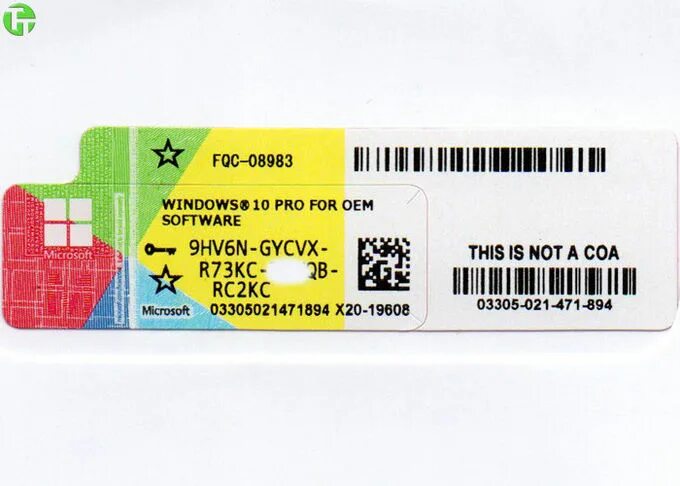 FQC-08983
WINDOWS® 10 PRO FOR OEM
SOFTWARE
9HV6N-GYCVX-
R73KC- QB-
RC2KC
Microsoft
Microsoft
03305021471894 X20-19608
THIS IS NOT A COA
03305-021-471-894